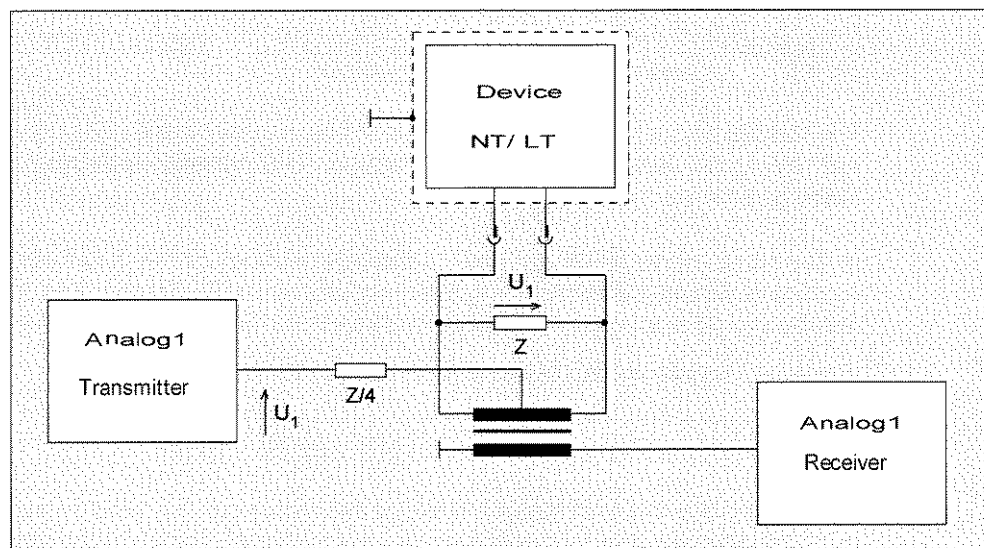 Device
NT/ LT
U1
Z
Analog1
Transmitter
Z/4
U1
Analog1
Receiver